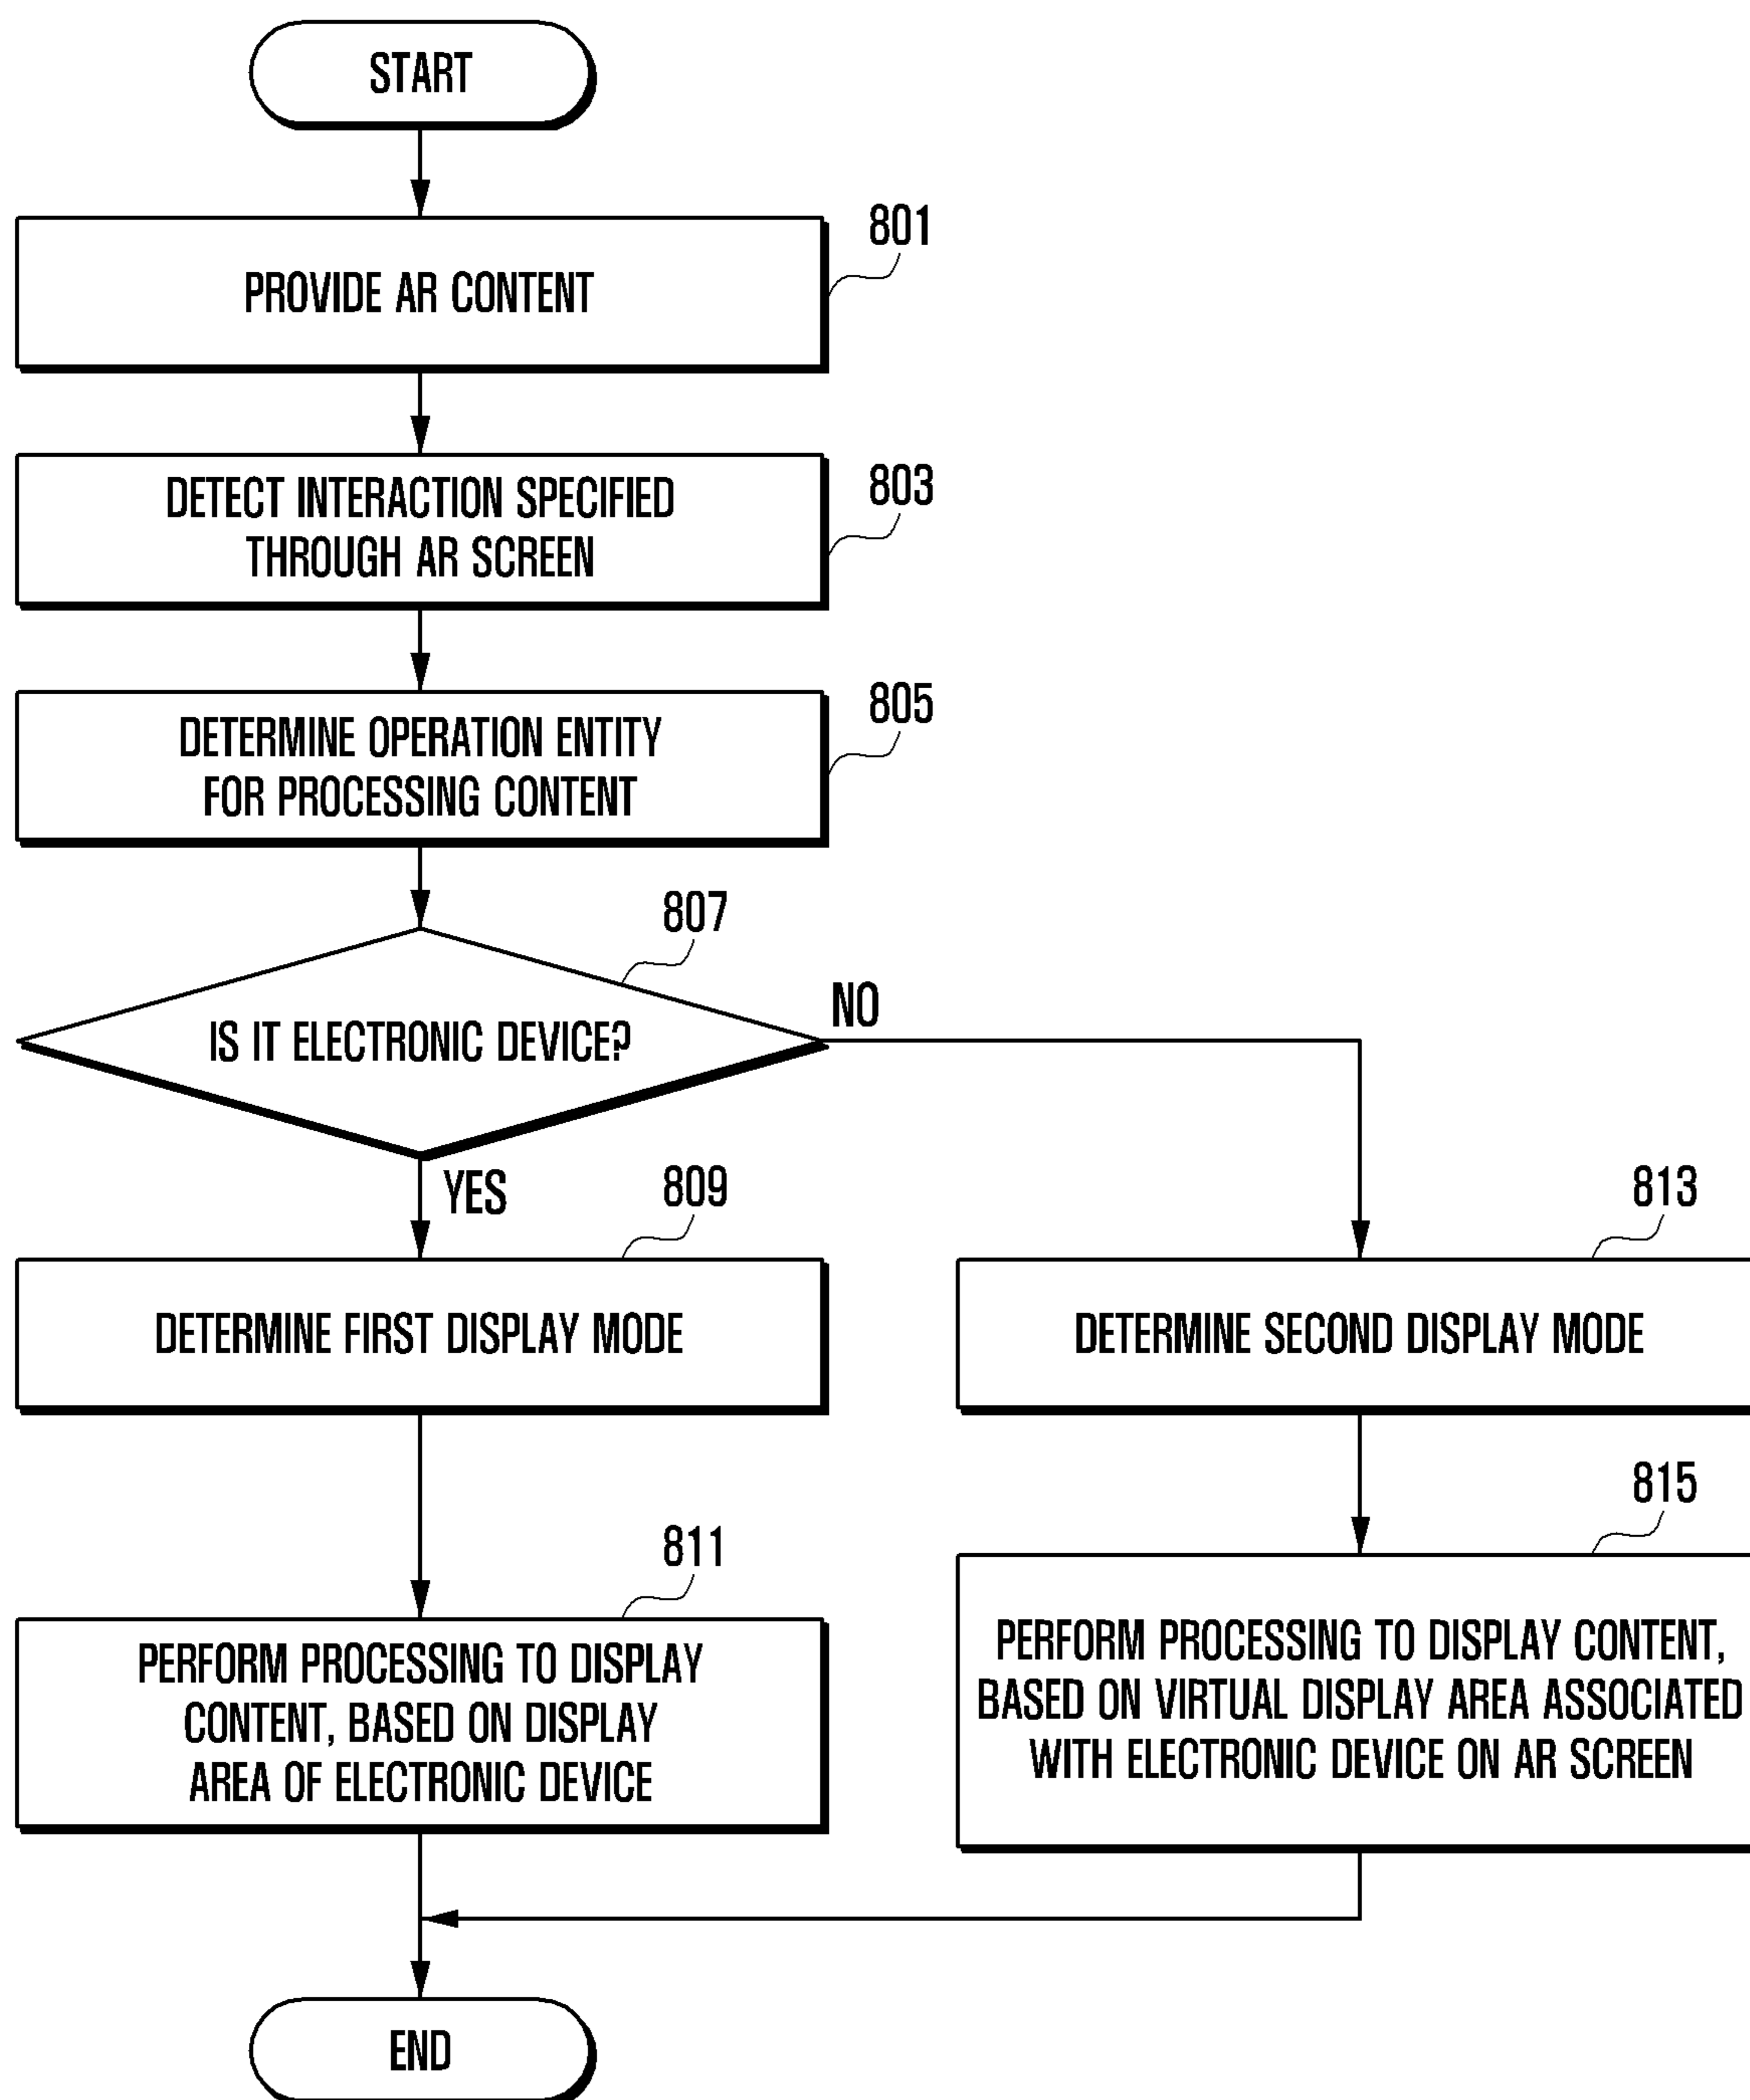 START
801
PROVIDE AR CONTENT
803
DETECT INTERACTION SPECIFIED
THROUGH AR SCREEN
805
DETERMINE OPERATION ENTITY
FOR PROCESSING CONTENT
807
IS IT ELECTRONIC DEVICE?
NO
YES
809
DETERMINE FIRST DISPLAY MODE
811
PERFORM PROCESSING TO DISPLAY
CONTENT, BASED ON DISPLAY
AREA OF ELECTRONIC DEVICE
813
DETERMINE SECOND DISPLAY MODE
815
PERFORM PROCESSING TO DISPLAY CONTENT,
BASED ON VIRTUAL DISPLAY AREA ASSOCIATED
WITH ELECTRONIC DEVICE ON AR SCREEN
END